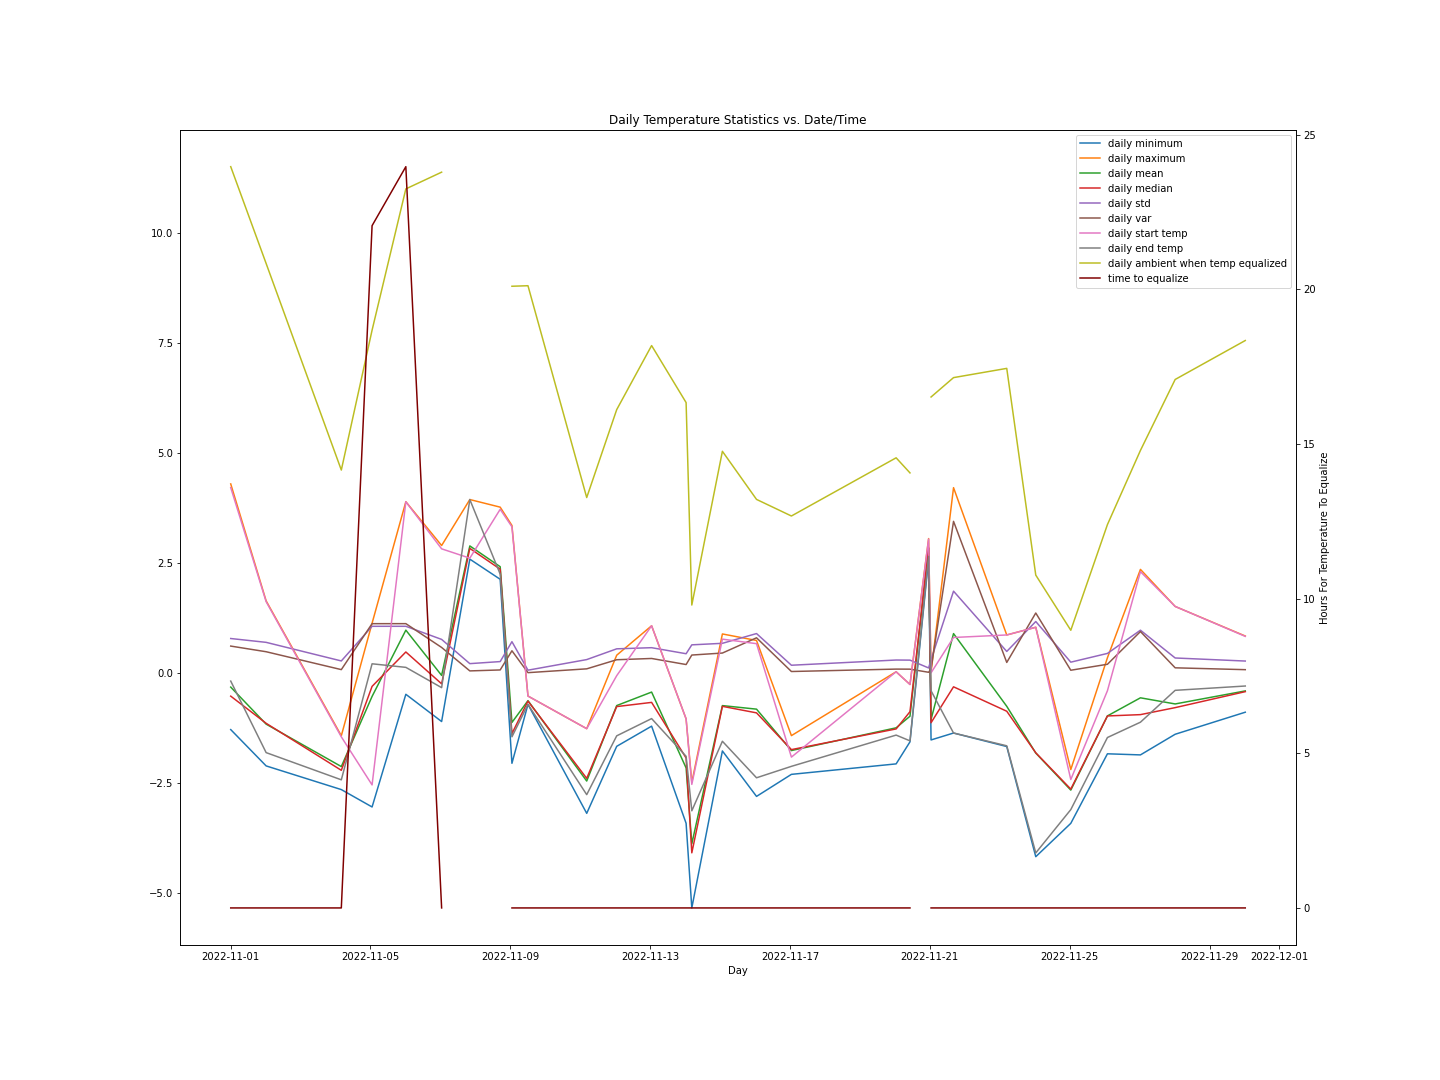 Daily Temperature Statistics vs. Date/Time
daily minimum
daily maximum
daily mean
daily median
daily std
daily var
daily start temp
daily end temp
daily ambient when temp equalized
time to equalize
10.0
7.5
5.0
2.5
0.0
−2.5
−5.0
25
20
15
10
5
0
Hours For Temperature To Equalize
2022-11-01 2022-11-05 2022-11-09 2022-11-13 2022-11-17 2022-11-21 2022-11-25 2022-11-29 2022-12-01
Day